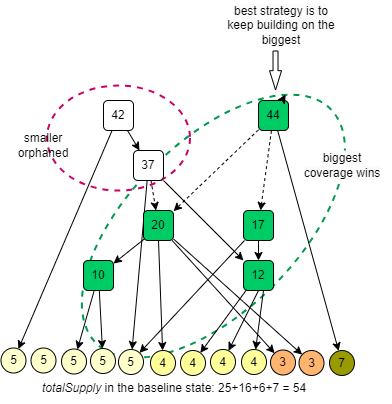 best strategy is to
keep building on the
biggest
42
44
smaller
orphaned
37
biggest
coverage wins
20
17
10
12
5 5 5 5 5 4 4 4 4 3 3 7
totalSupply in the baseline state: 25+16+6+7 = 54